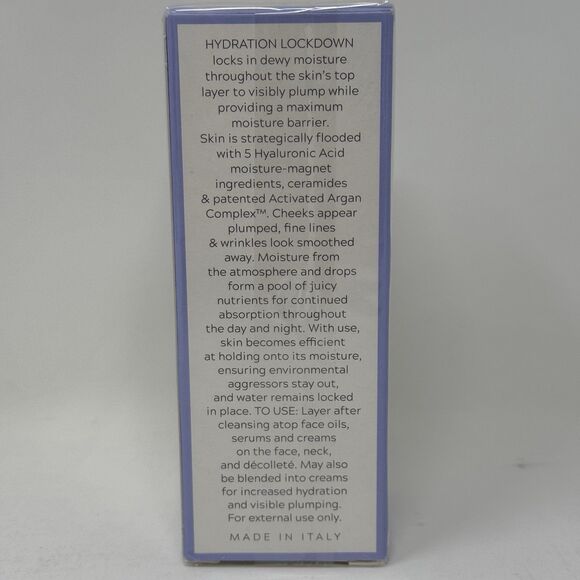 HYDRATION LOCKDOWN
locks in dewy moisture
throughout the skin's top
layer to visibly plump while
providing a maximum
moisture barrier.
Skin is strategically flooded
with 5 Hyaluronic Acid
moisture-magnet
ingredients, ceramides
& patented Activated Argan
Complex™. Cheeks appear
plumped, fine lines
& wrinkles look smoothed
away. Moisture from
the atmosphere and drops
form a pool of juicy
nutrients for continued
absorption throughout
the day and night. With use,
skin becomes efficient
at holding onto its moisture,
ensuring environmental
aggressors stay out,
and water remains locked
in place. TO USE: Layer after
cleansing atop face oils,
serums and creams
on the face, neck,
and décolleté. May also
be blended into creams
for increased hydration
and visible plumping.
For external use only.
MADE IN ITALY